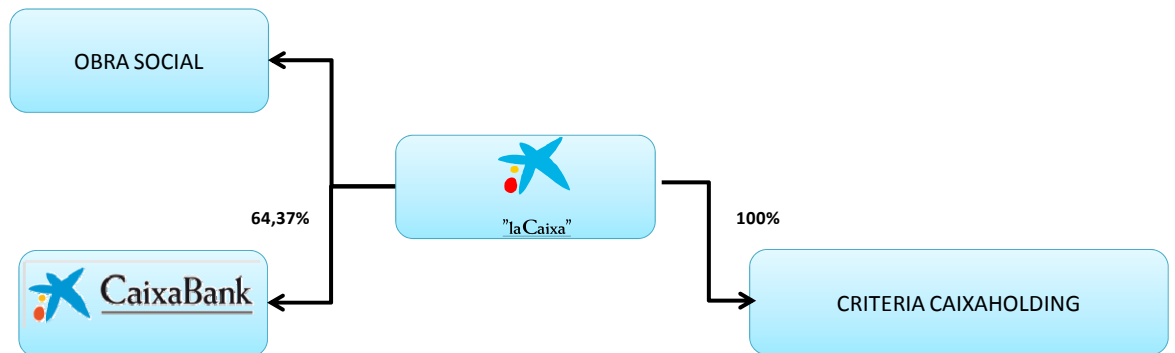 OBRA SOCIAL
"laCaixa"
64,37%
100%
CaixaBank
CRITERIA CAIXAHOLDING